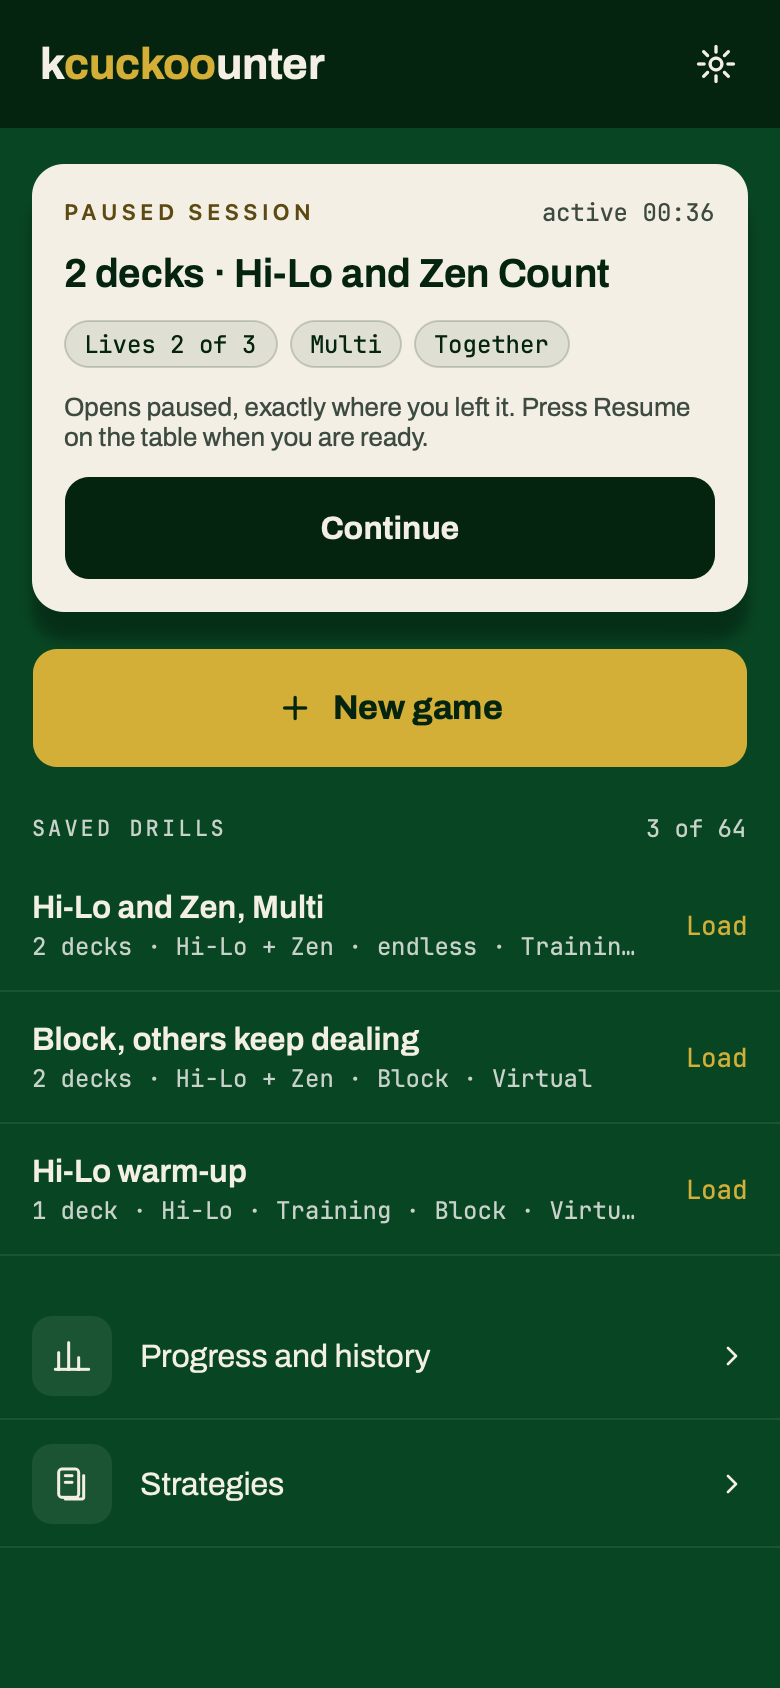 kcuckoounter
PAUSED SESSION active 00:36
2 decks · Hi-Lo and Zen Count
Lives 2 of 3 Multi Together
Opens paused, exactly where you left it. Press Resume
on the table when you are ready.
Continue
+ New game
SAVED DRILLS 3 of 64
Hi-Lo and Zen, Multi
2 decks · Hi-Lo + Zen · endless · Trainin…
Load
Block, others keep dealing
2 decks · Hi-Lo + Zen · Block · Virtual
Load
Hi-Lo warm-up
1 deck · Hi-Lo · Training · Block · Virtu…
Load
Progress and history
Strategies